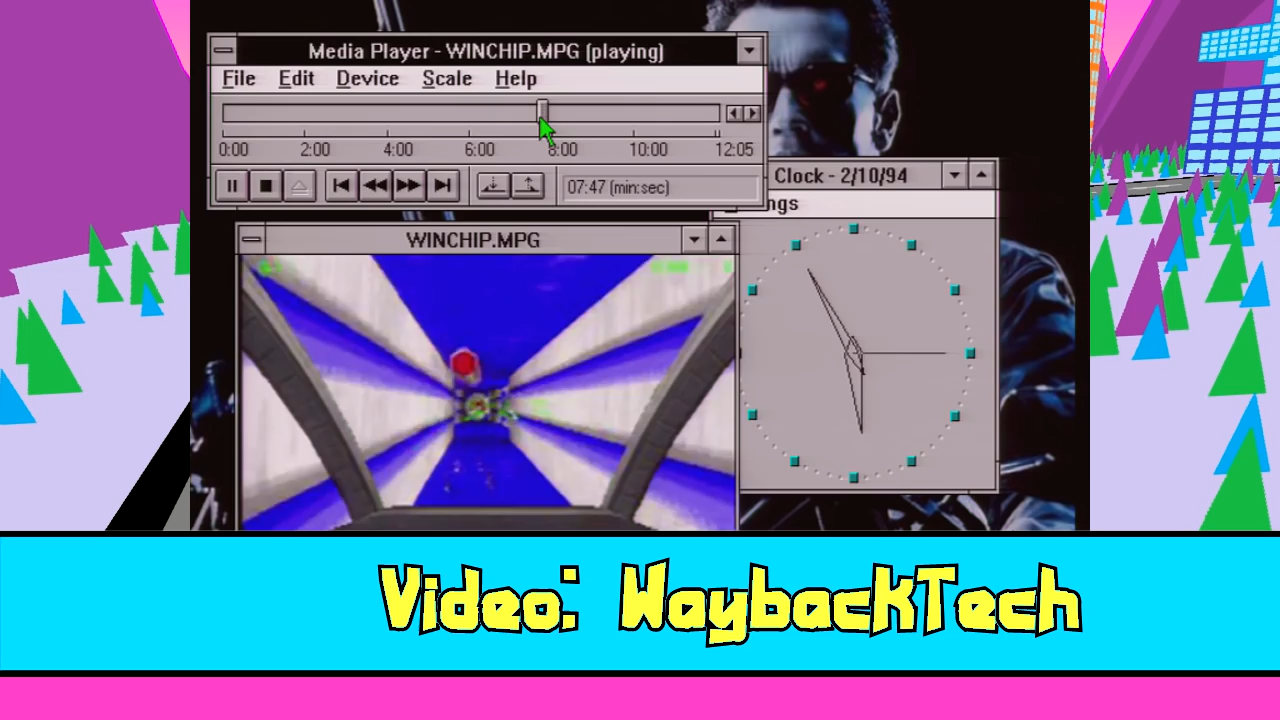 Media Player - WINCHIP.MPG (playing)
File Edit Device Scale Help
0:00 2:00 4:00 6:00 8:00 10:00 12:05
07:47 (min:sec)
Clock - 2/10/94
ngs
WINCHIP.MPG
Video: WaybackTech